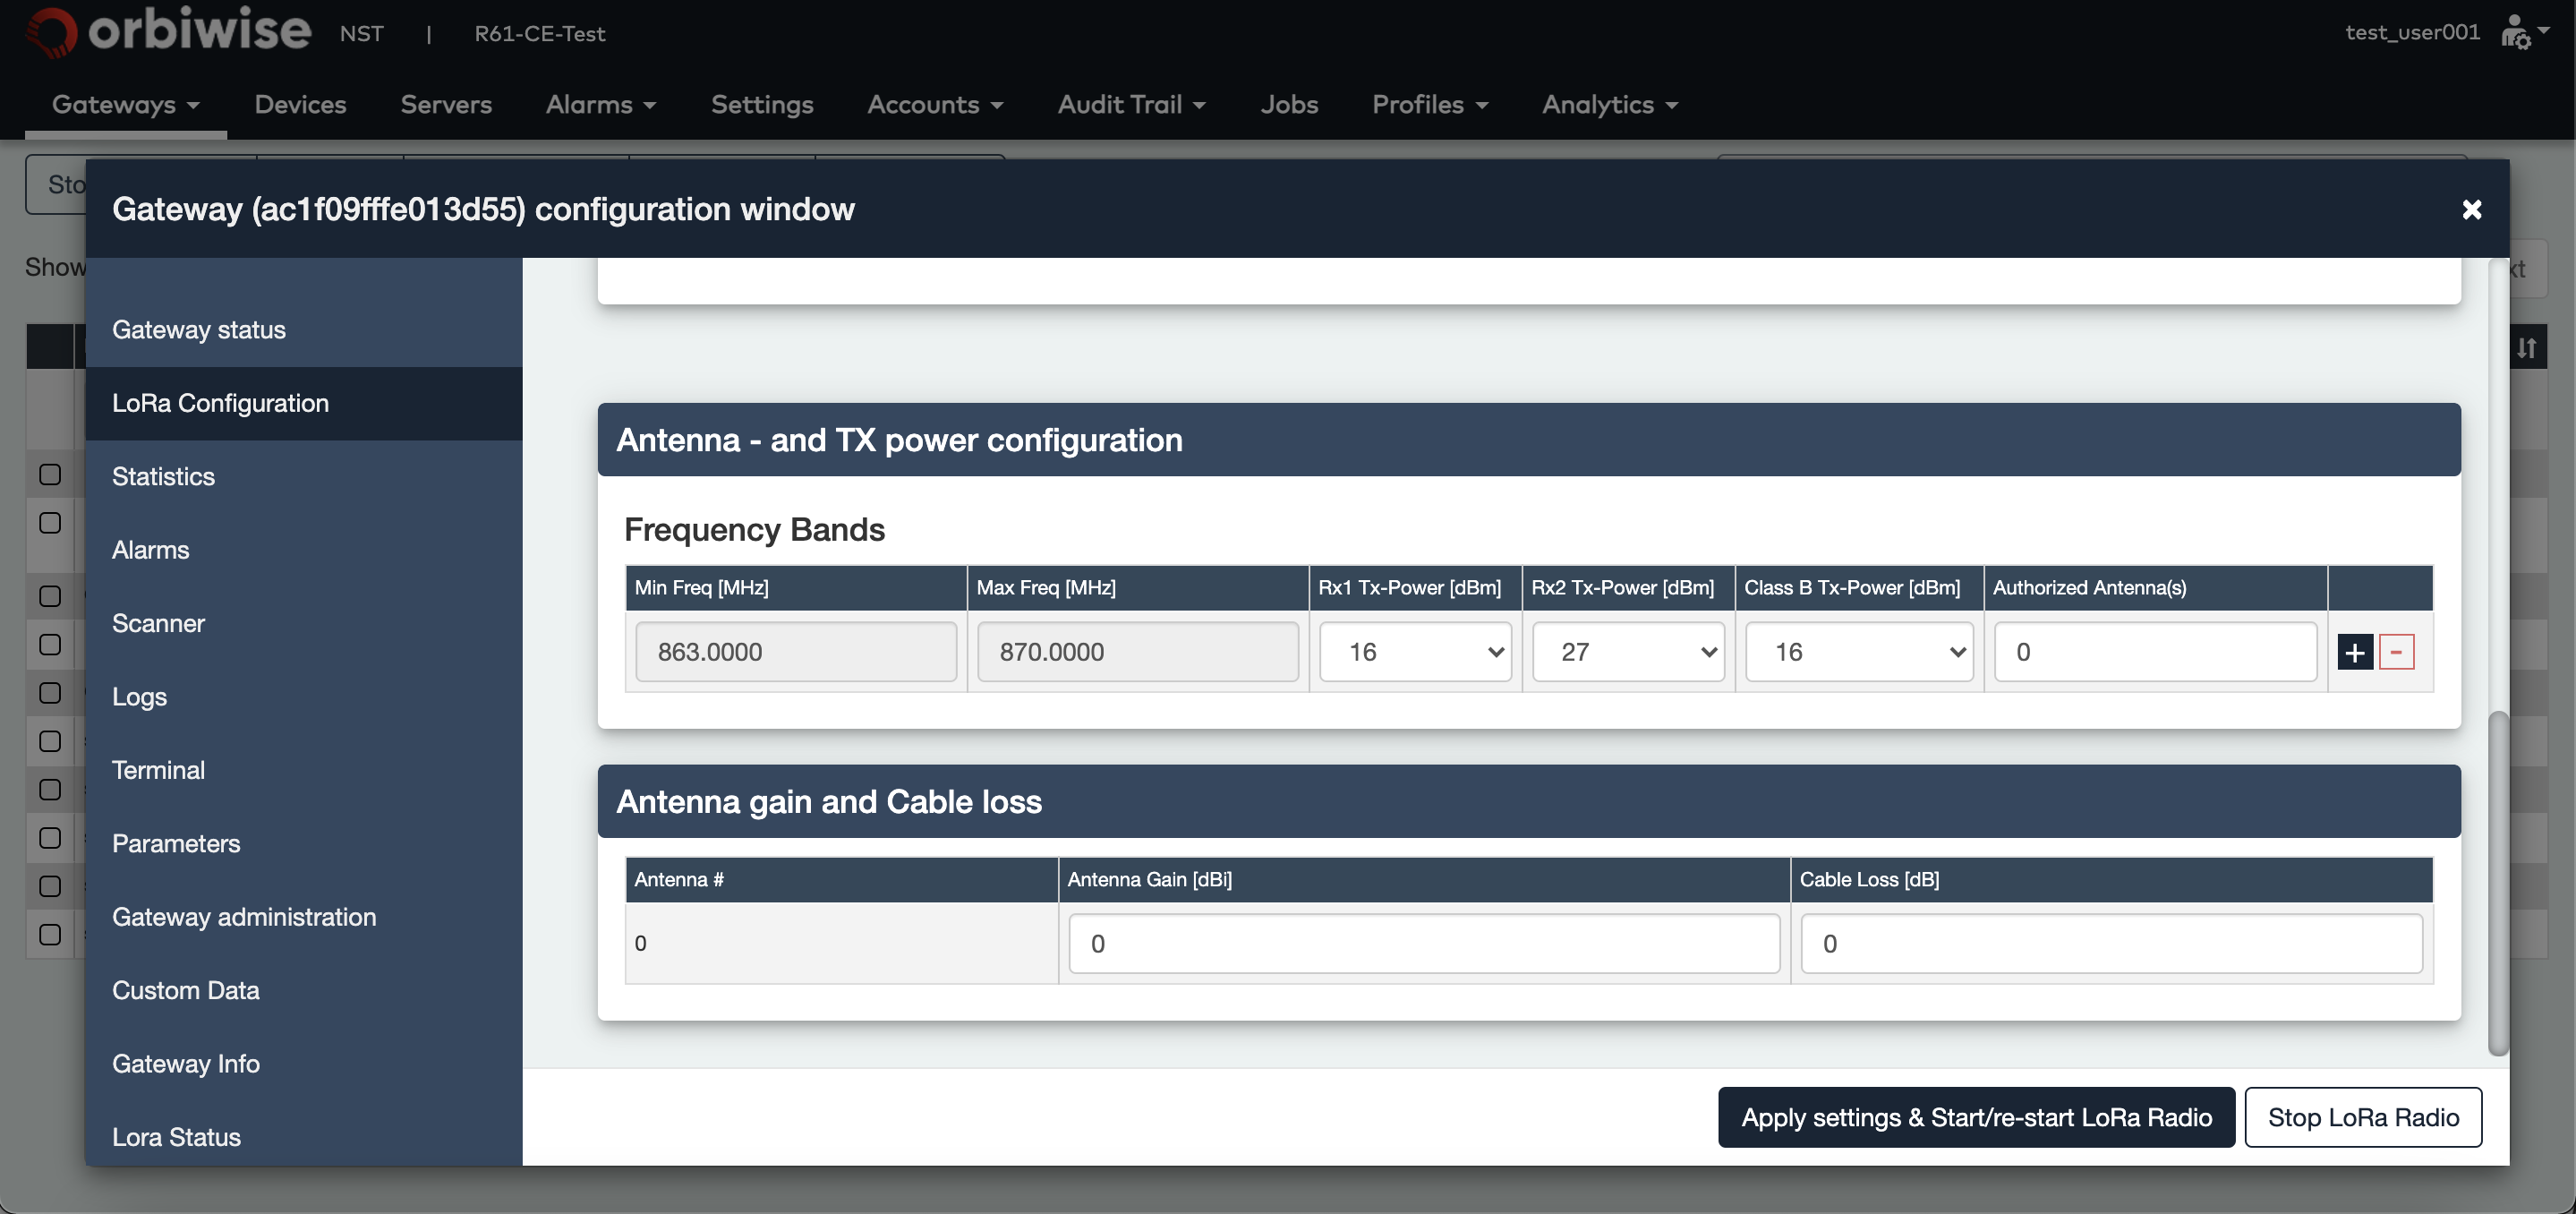 orbiwise NST | R61-CE-Test test_user001
Gateways Devices Servers Alarms Settings Accounts Audit Trail Jobs Profiles Analytics
Gateway (ac1f09fffe013d55) configuration window
Show
Gateway status
LoRa Configuration
Statistics
Alarms
Scanner
Logs
Terminal
Parameters
Gateway administration
Custom Data
Gateway Info
Lora Status
Antenna - and TX power configuration
Frequency Bands
Min Freq [MHz] Max Freq [MHz] Rx1 Tx-Power [dBm] Rx2 Tx-Power [dBm] Class B Tx-Power [dBm] Authorized Antenna(s)
863.0000 870.0000 16 27 16 0 + -
Antenna gain and Cable loss
Antenna # Antenna Gain [dBi] Cable Loss [dB]
0 0 0
Apply settings & Start/re-start LoRa Radio Stop LoRa Radio